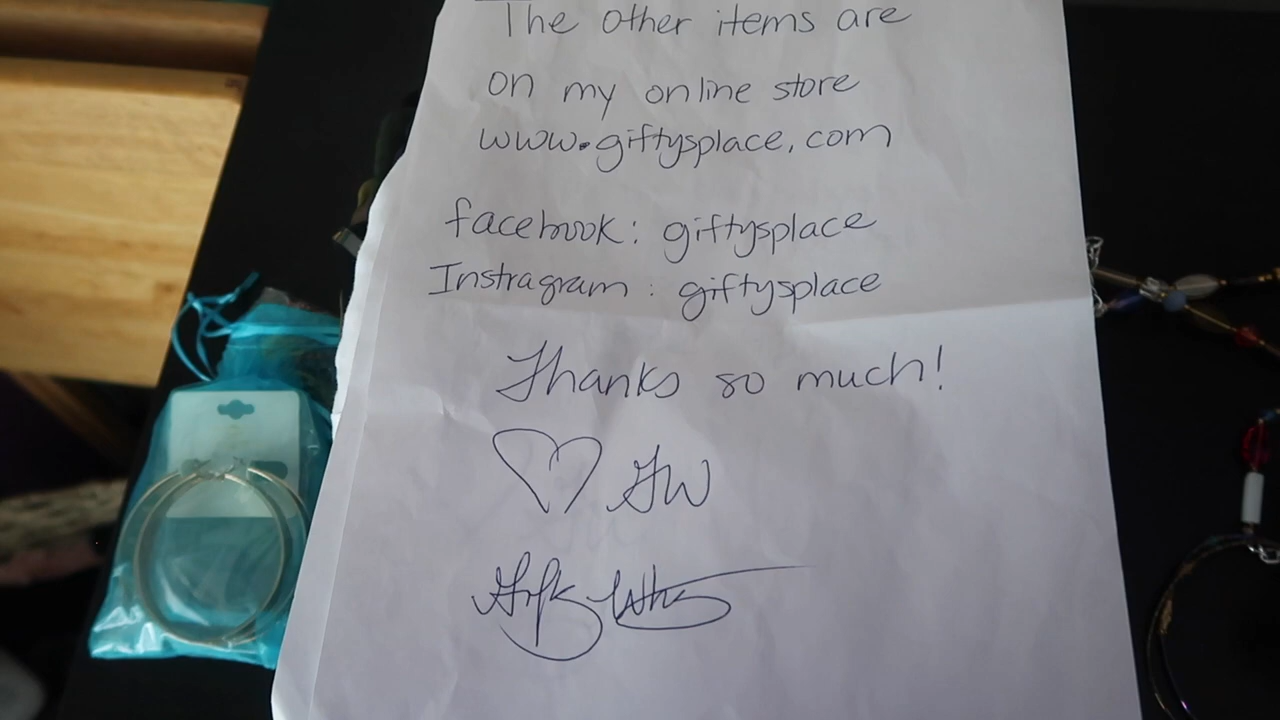 The other items are
on my online store
www.giftysplace.com
facebook: giftysplace
Instragram: giftysplace
Thanks so much!
GW